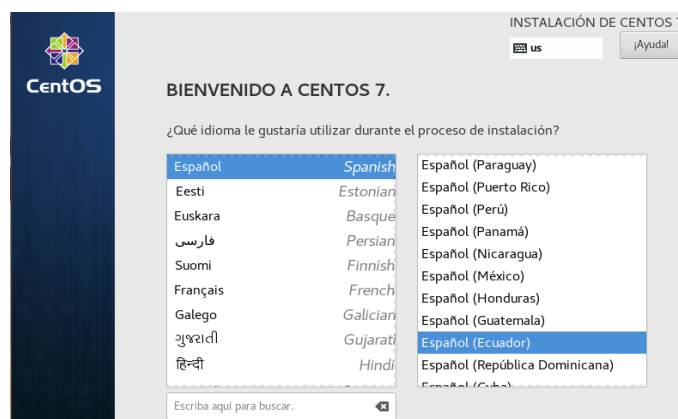 INSTALACIÓN DE CENTOS 7
us
¡Ayuda!
CentOS
BIENVENIDO A CENTOS 7.
¿Qué idioma le gustaría utilizar durante el proceso de instalación?
Español Spanish
Eesti Estonian
Euskara Basque
فارسی Persian
Suomi Finnish
Français French
Galego Galician
ગુજરાતી Gujarati
हिन्दी Hindi
Español (Paraguay)
Español (Puerto Rico)
Español (Perú)
Español (Panamá)
Español (Nicaragua)
Español (México)
Español (Honduras)
Español (Guatemala)
Español (Ecuador)
Español (República Dominicana)
Español (Cuba)
Escriba aquí para buscar.